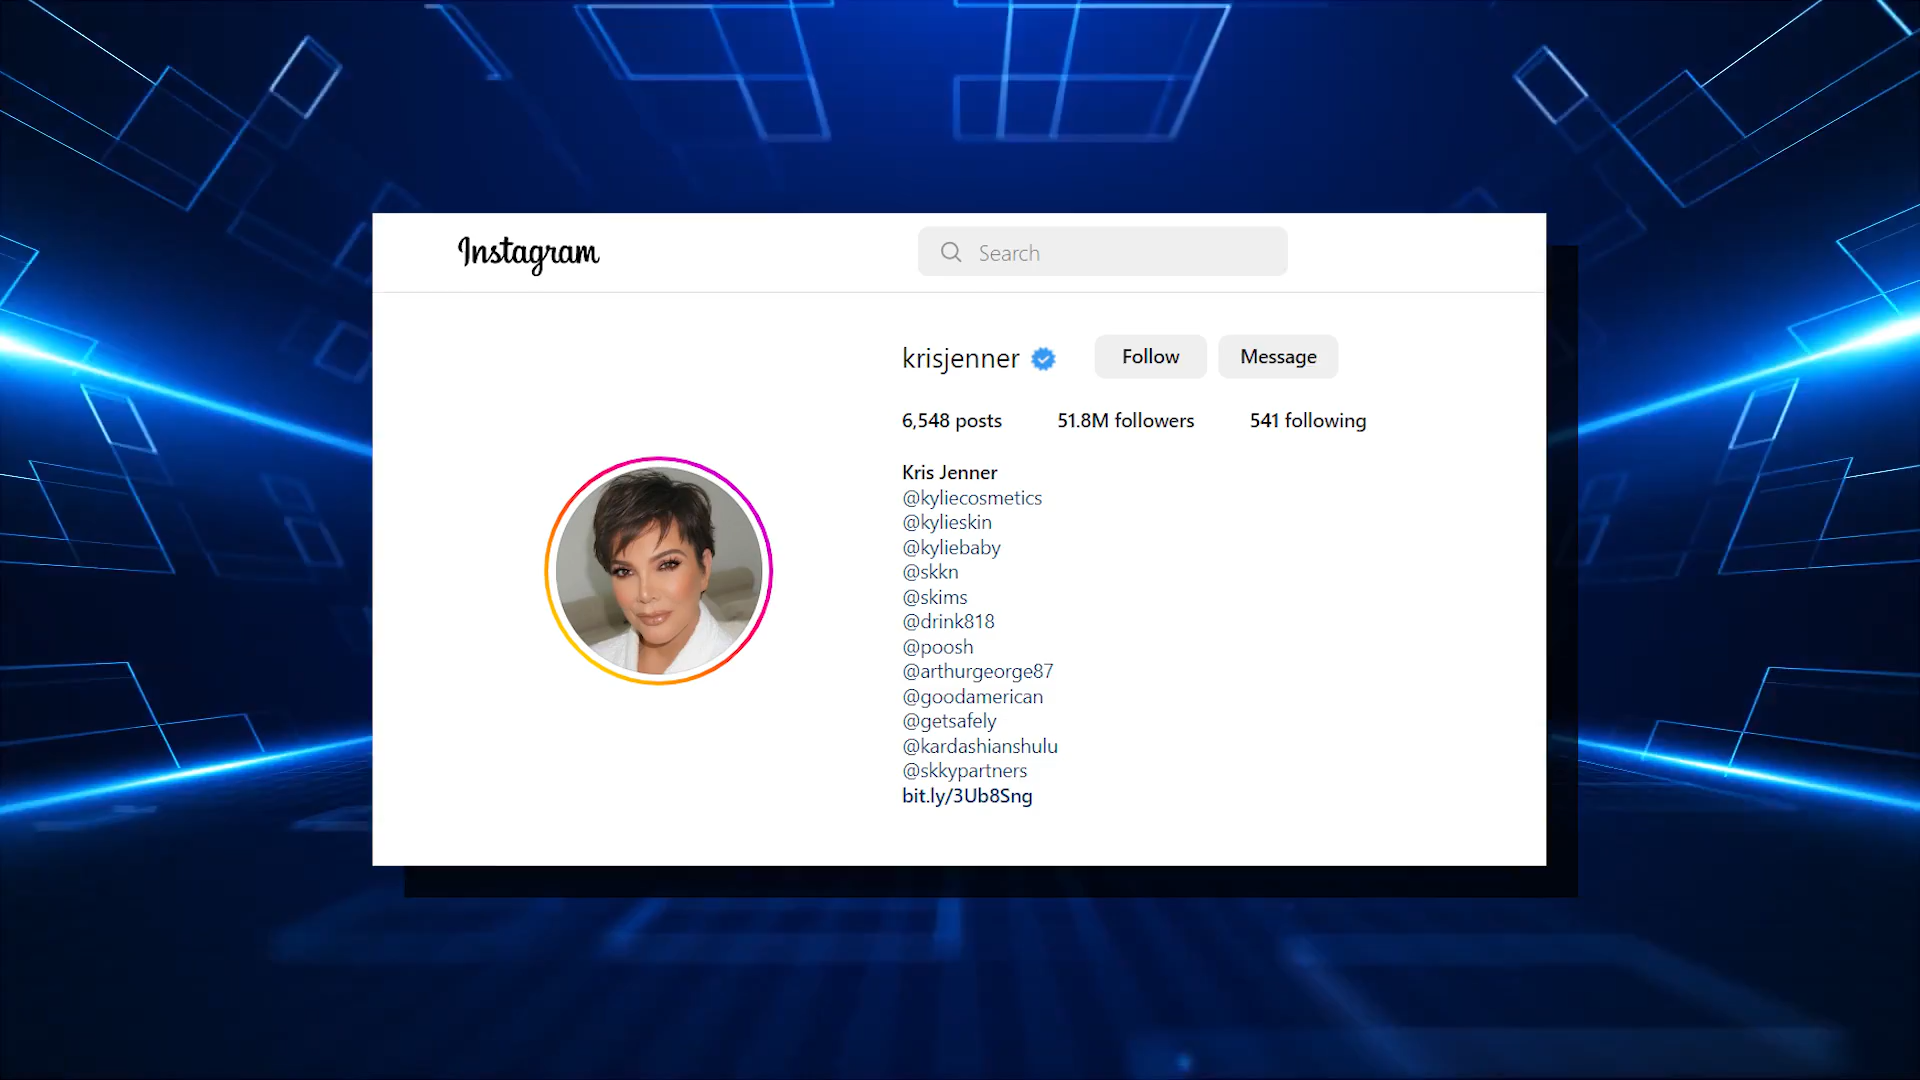 Instagram
Search
krisjenner
Follow
Message
6,548 posts
51.8M followers
541 following
Kris Jenner
@kyliecosmetics
@kylieskin
@kyliebaby
@skkn
@skims
@drink818
@poosh
@arthurgeorge87
@goodamerican
@getsafely
@kardashianshulu
@skkypartners
bit.ly/3Ub8Sng